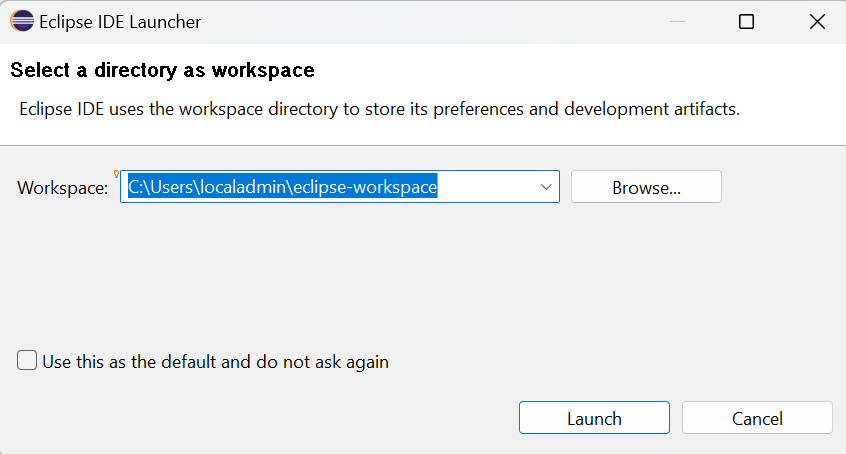 Eclipse IDE Launcher
Select a directory as workspace
Eclipse IDE uses the workspace directory to store its preferences and development artifacts.
Workspace: C:\Users\localadmin\eclipse-workspace Browse...
Use this as the default and do not ask again
Launch Cancel